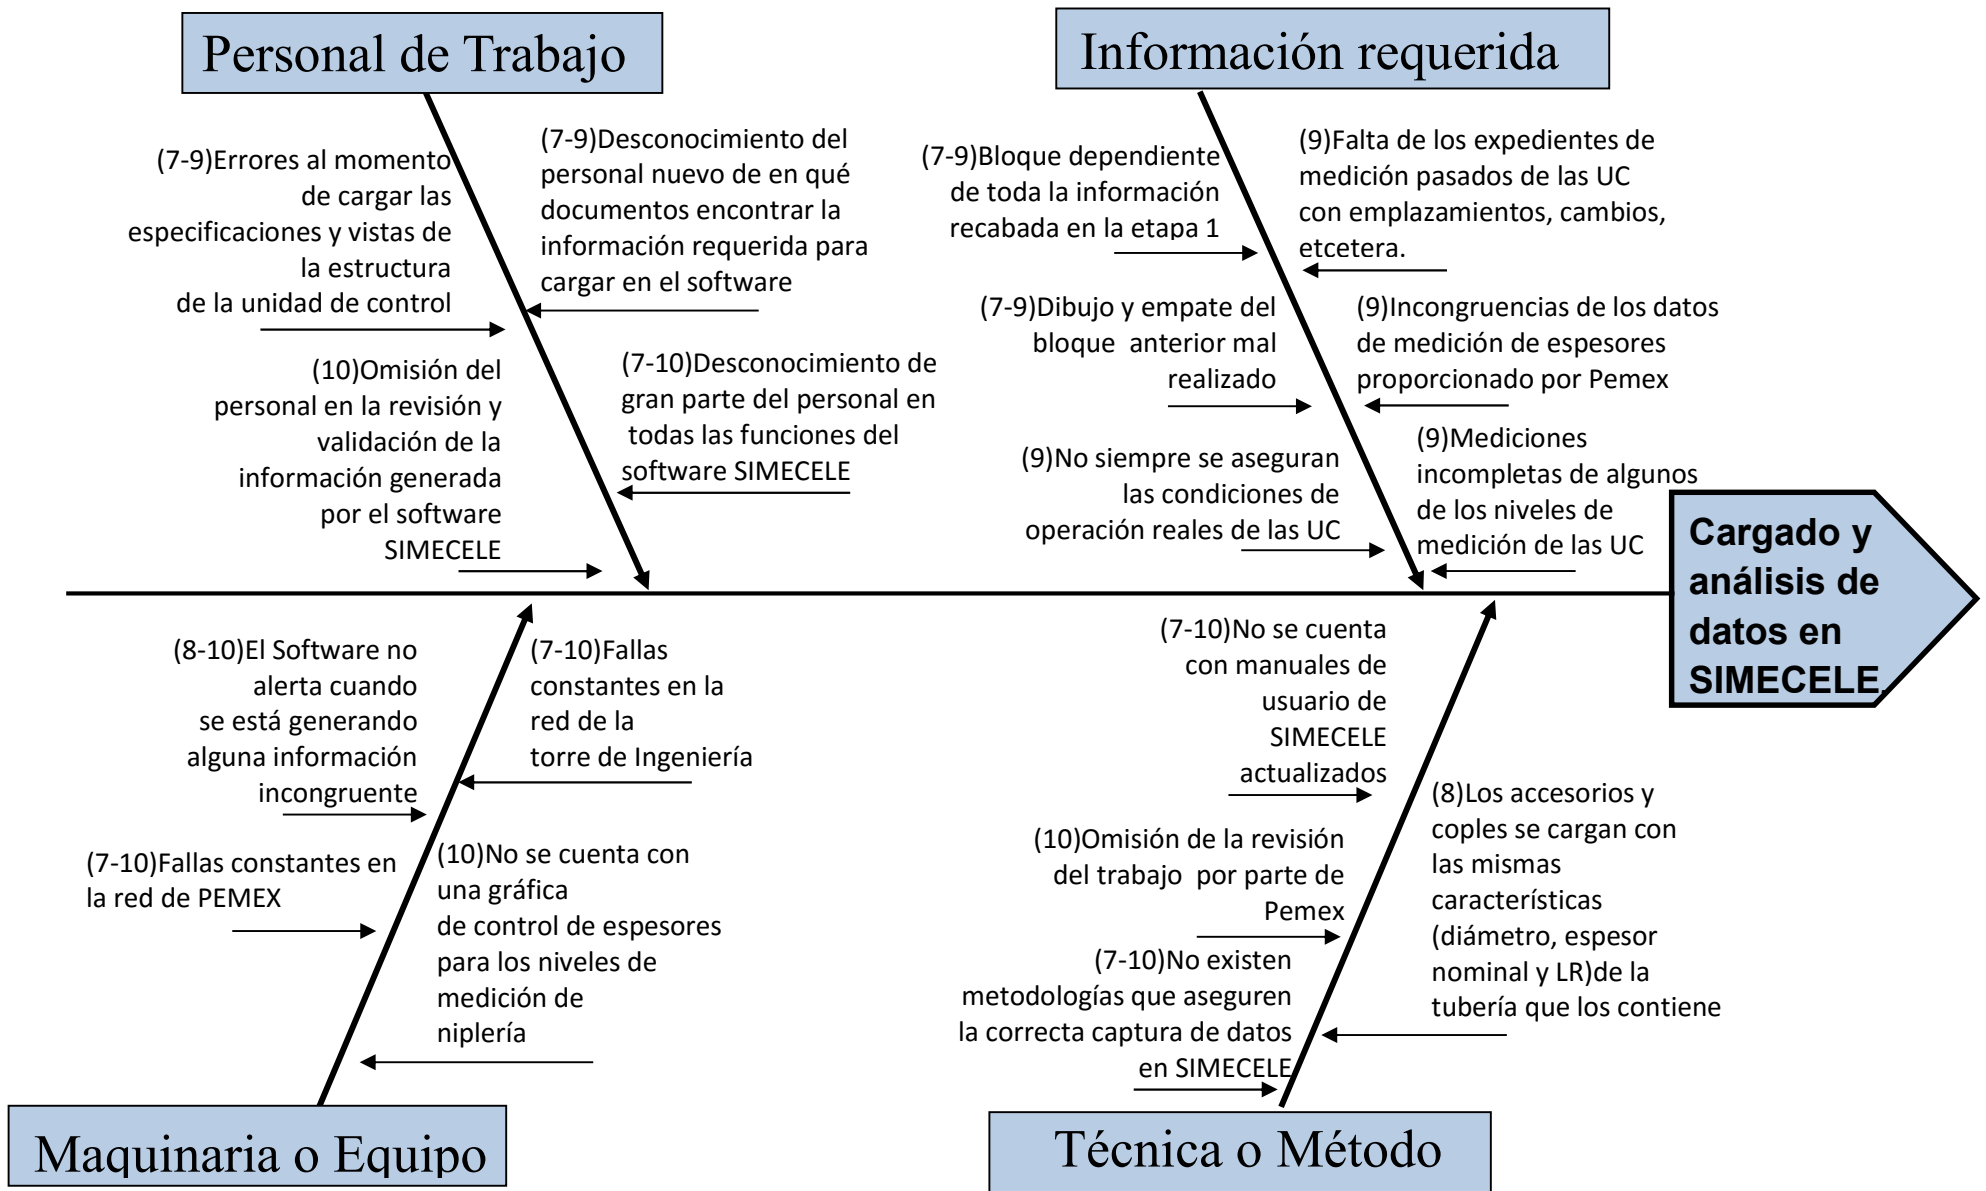 Personal de Trabajo
Información requerida
(7-9)Errores al momento
de cargar las
especificaciones y vistas de
la estructura
de la unidad de control
(7-9)Desconocimiento del
personal nuevo de en qué
documentos encontrar la
información requerida para
cargar en el software
(10)Omisión del
personal en la revisión y
validación de la
información generada
por el software
SIMECELE
(7-10)Desconocimiento de
gran parte del personal en
todas las funciones del
software SIMECELE
(7-9)Bloque dependiente
de toda la información
recabada en la etapa 1
(9)Falta de los expedientes de
medición pasados de las UC
con emplazamientos, cambios,
etcetera.
(7-9)Dibujo y empate del
bloque anterior mal
realizado
(9)Incongruencias de los datos
de medición de espesores
proporcionado por Pemex
(9)No siempre se aseguran
las condiciones de
operación reales de las UC
(9)Mediciones
incompletas de algunos
de los niveles de
medición de las UC
Cargado y
análisis de
datos en
SIMECELE.
(8-10)El Software no
alerta cuando
se está generando
alguna información
incongruente
(7-10)Fallas
constantes en la
red de la
torre de Ingeniería
(7-10)Fallas constantes en
la red de PEMEX
(10)No se cuenta con
una gráfica
de control de espesores
para los niveles de
medición de
niplería
(7-10)No se cuenta
con manuales de
usuario de
SIMECELE
actualizados
(10)Omisión de la revisión
del trabajo por parte de
Pemex
(7-10)No existen
metodologías que aseguren
la correcta captura de datos
en SIMECELE
(8)Los accesorios y
coples se cargan con
las mismas
características
(diámetro, espesor
nominal y LR)de la
tubería que los contiene
Maquinaria o Equipo
Técnica o Método